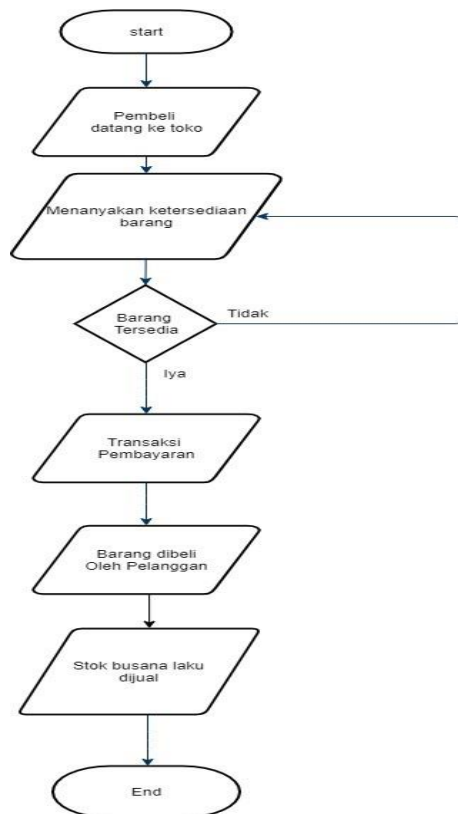 start
Pembeli
datang ke toko
Menanyakan ketersediaan
barang
Barang
Tersedia
Tidak
Iya
Transaksi
Pembayaran
Barang dibeli
Oleh Pelanggan
Stok busana laku
dijual
End